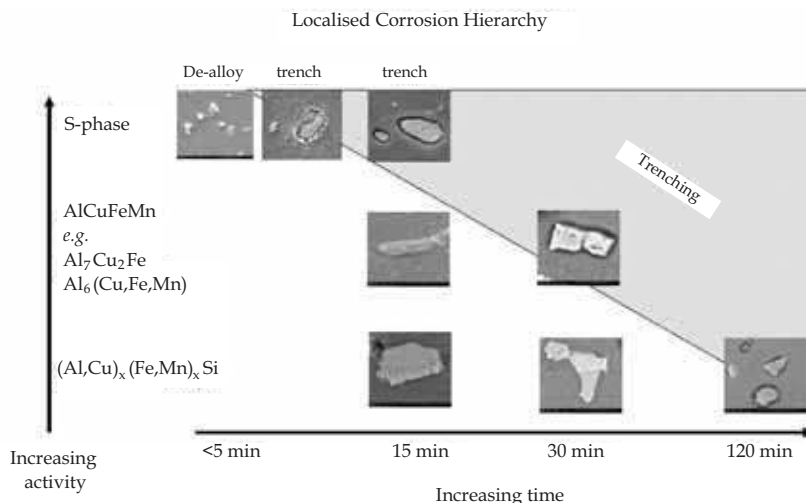 Localised Corrosion Hierarchy
De-alloy trench trench
S-phase
Trenching
AlCuFeMn
e.g.
Al₇Cu₂Fe
Al₆(Cu,Fe,Mn)
(Al,Cu)ₓ(Fe,Mn)ₓSi
<5 min 15 min 30 min 120 min
Increasing
activity
Increasing time